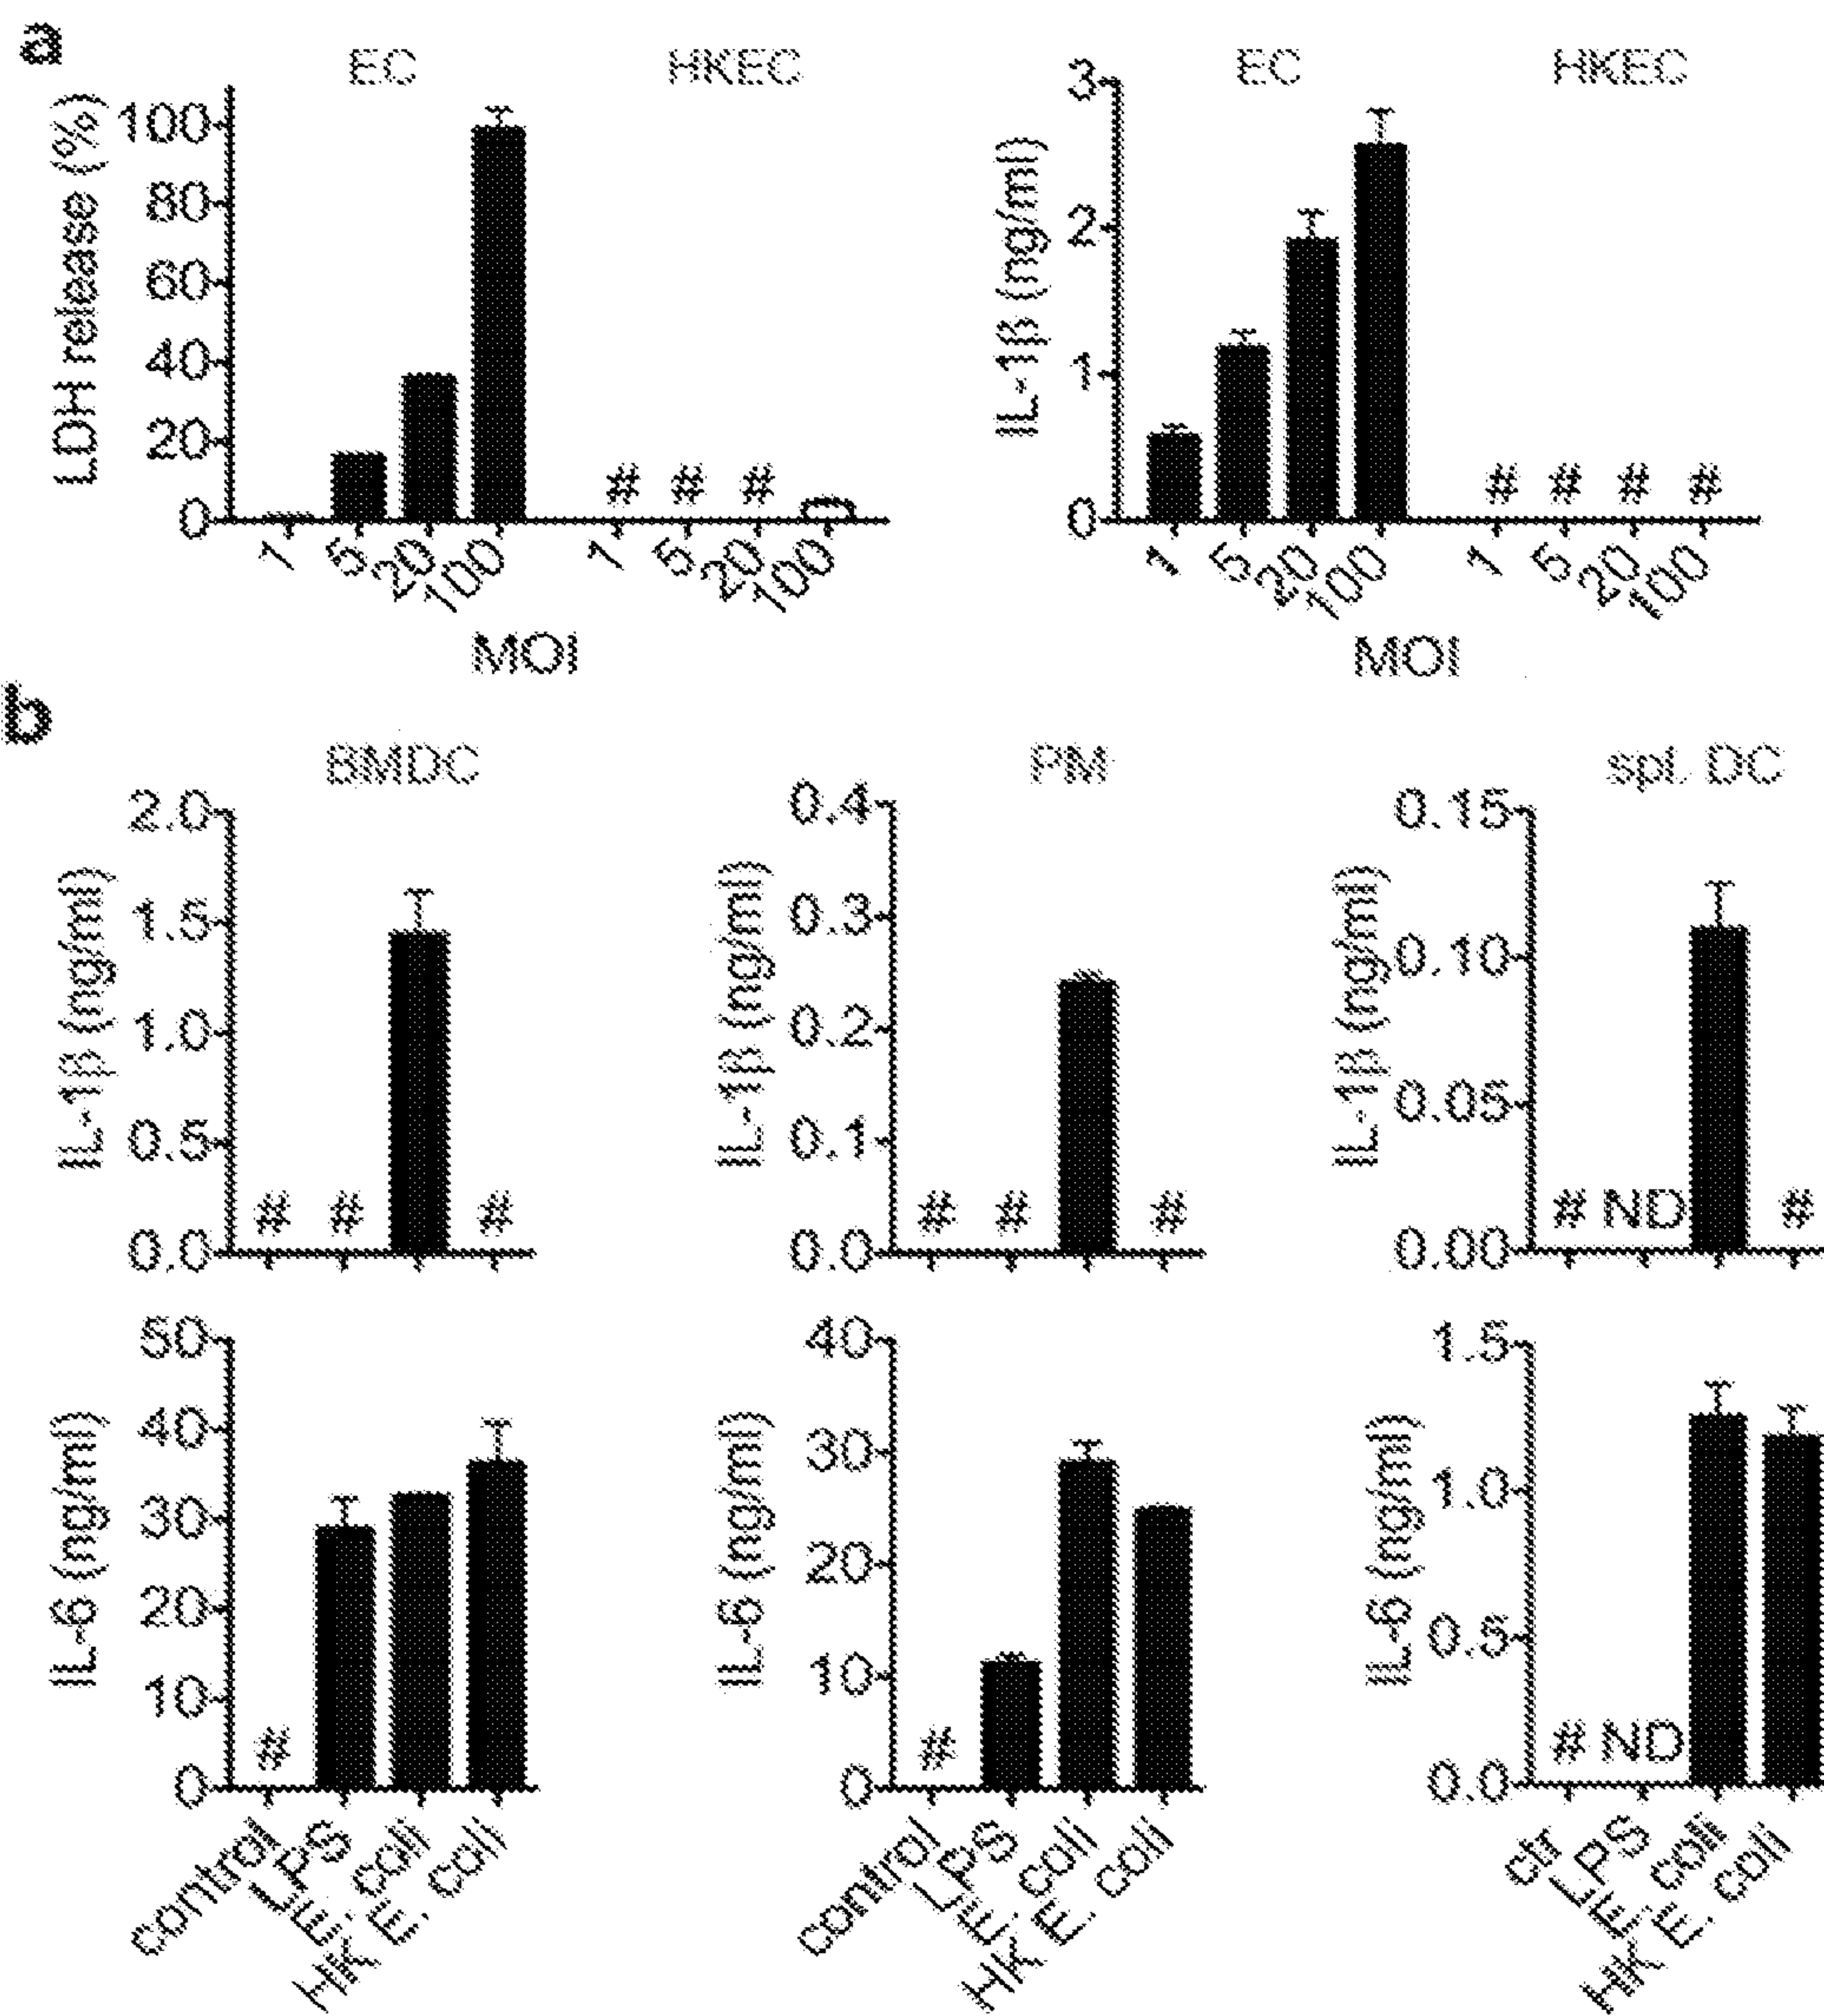 a
EC HKEC
LDH release (%)
100
80
60
40
20
0
# # #
1 5 20 100 1 5 20 100
MOI
EC HKEC
IL-1β (ng/ml)
3
2
1
0
# # # #
1 5 20 100 1 5 20 100
MOI
b
BMDC
IL-1β (ng/ml)
2.0
1.5
1.0
0.5
0.0
# # #
PM
IL-1β (ng/ml)
0.4
0.3
0.2
0.1
0.0
# # #
spl. DC
IL-1β (ng/ml)
0.15
0.10
0.05
0.00
# ND #
IL-6 (ng/ml)
50
40
30
20
10
0
#
control
LPS
E. coli
HK E. coli
IL-6 (ng/ml)
40
30
20
10
0
#
control
LPS
E. coli
HK E. coli
IL-6 (ng/ml)
1.5
1.0
0.5
0.0
# ND
ctr
LPS
E. coli
HK E. coli